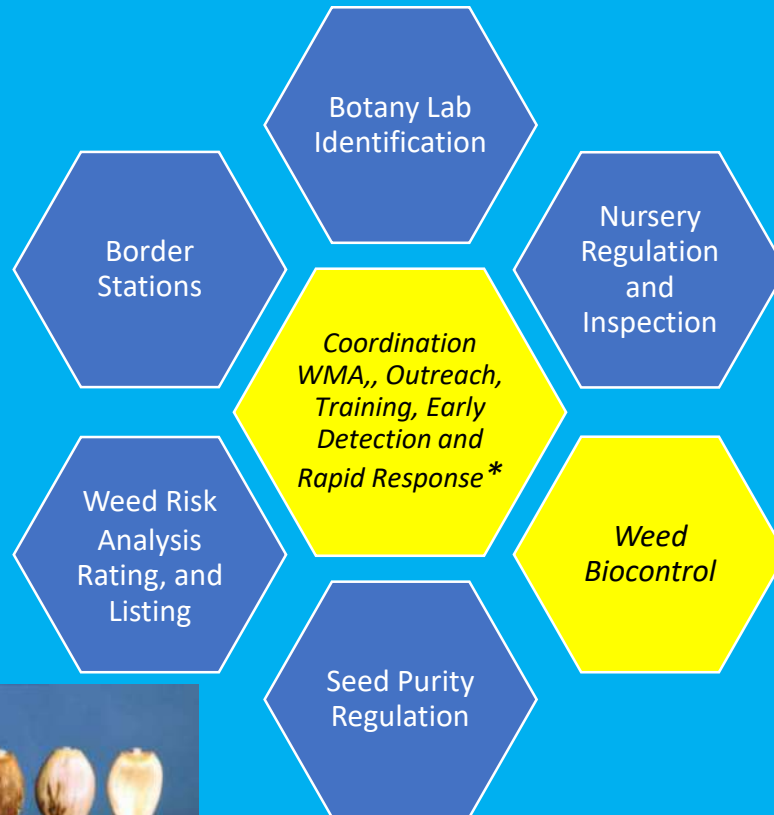 Botany Lab
Identification
Border
Stations
Nursery
Regulation
and
Inspection
Coordination
WMA,, Outreach,
Training, Early
Detection and
Rapid Response*
Weed Risk
Analysis
Rating, and
Listing
Weed
Biocontrol
Seed Purity
Regulation